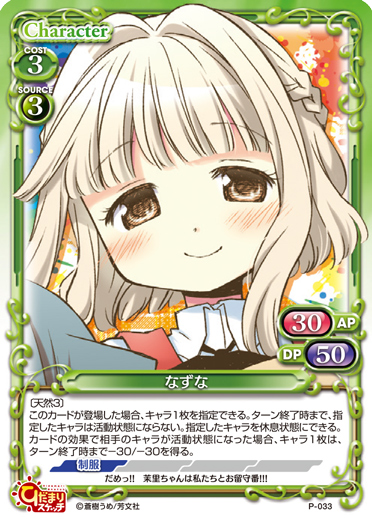 Character
COST
3
SOURCE
3
30 AP
DP 50
なずな
[天然3]
このカードが登場した場合、キャラ1枚を指定できる。ターン終了時まで、指
定したキャラは活動状態にならない。指定したキャラを休息状態にできる。
カードの効果で相手のキャラが活動状態になった場合、キャラ1枚は、
ターン終了時まで−30/−30を得る。
制服
だめっ!! 茉里ちゃんは私たちとお留守番!!!
ひだまり
スケッチ
©蒼樹うめ/芳文社
P-033